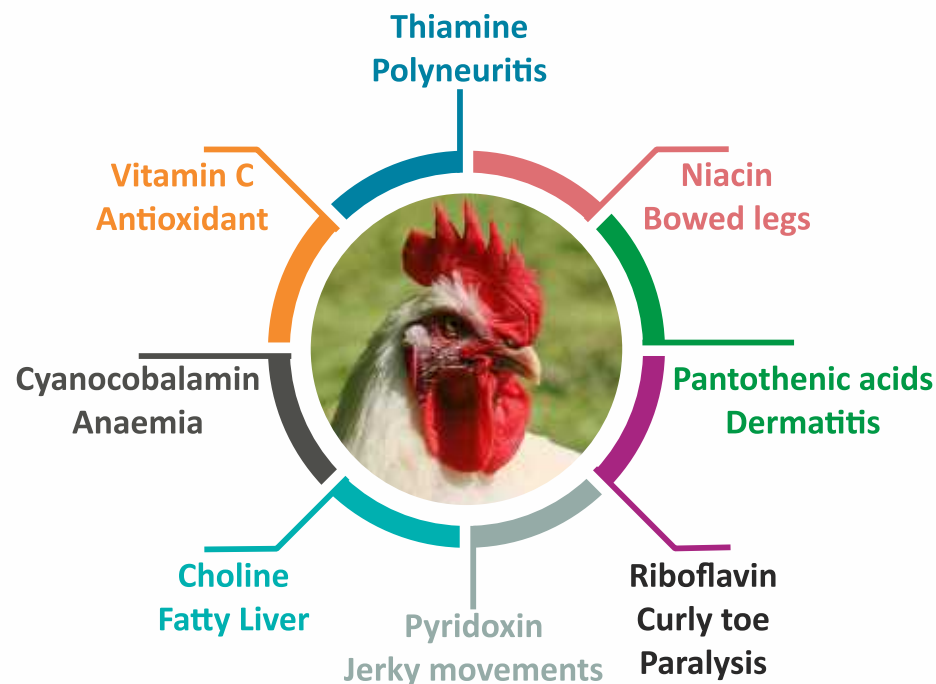 Thiamine
Polyneuritis
Vitamin C
Antioxidant
Niacin
Bowed legs
Cyanocobalamin
Anaemia
Pantothenic acids
Dermatitis
Choline
Fatty Liver
Pyridoxin
Jerky movements
Riboflavin
Curly toe
Paralysis